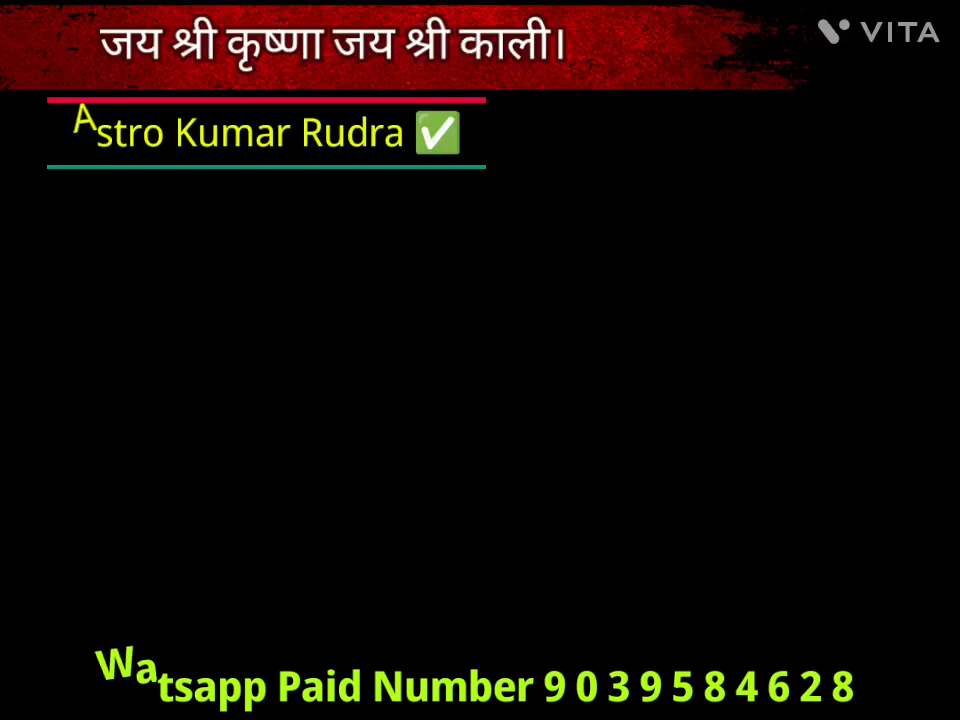 जय श्री कृष्णा जय श्री काली।
VITA
Astro Kumar Rudra ✅
Watsapp Paid Number 9 0 3 9 5 8 4 6 2 8